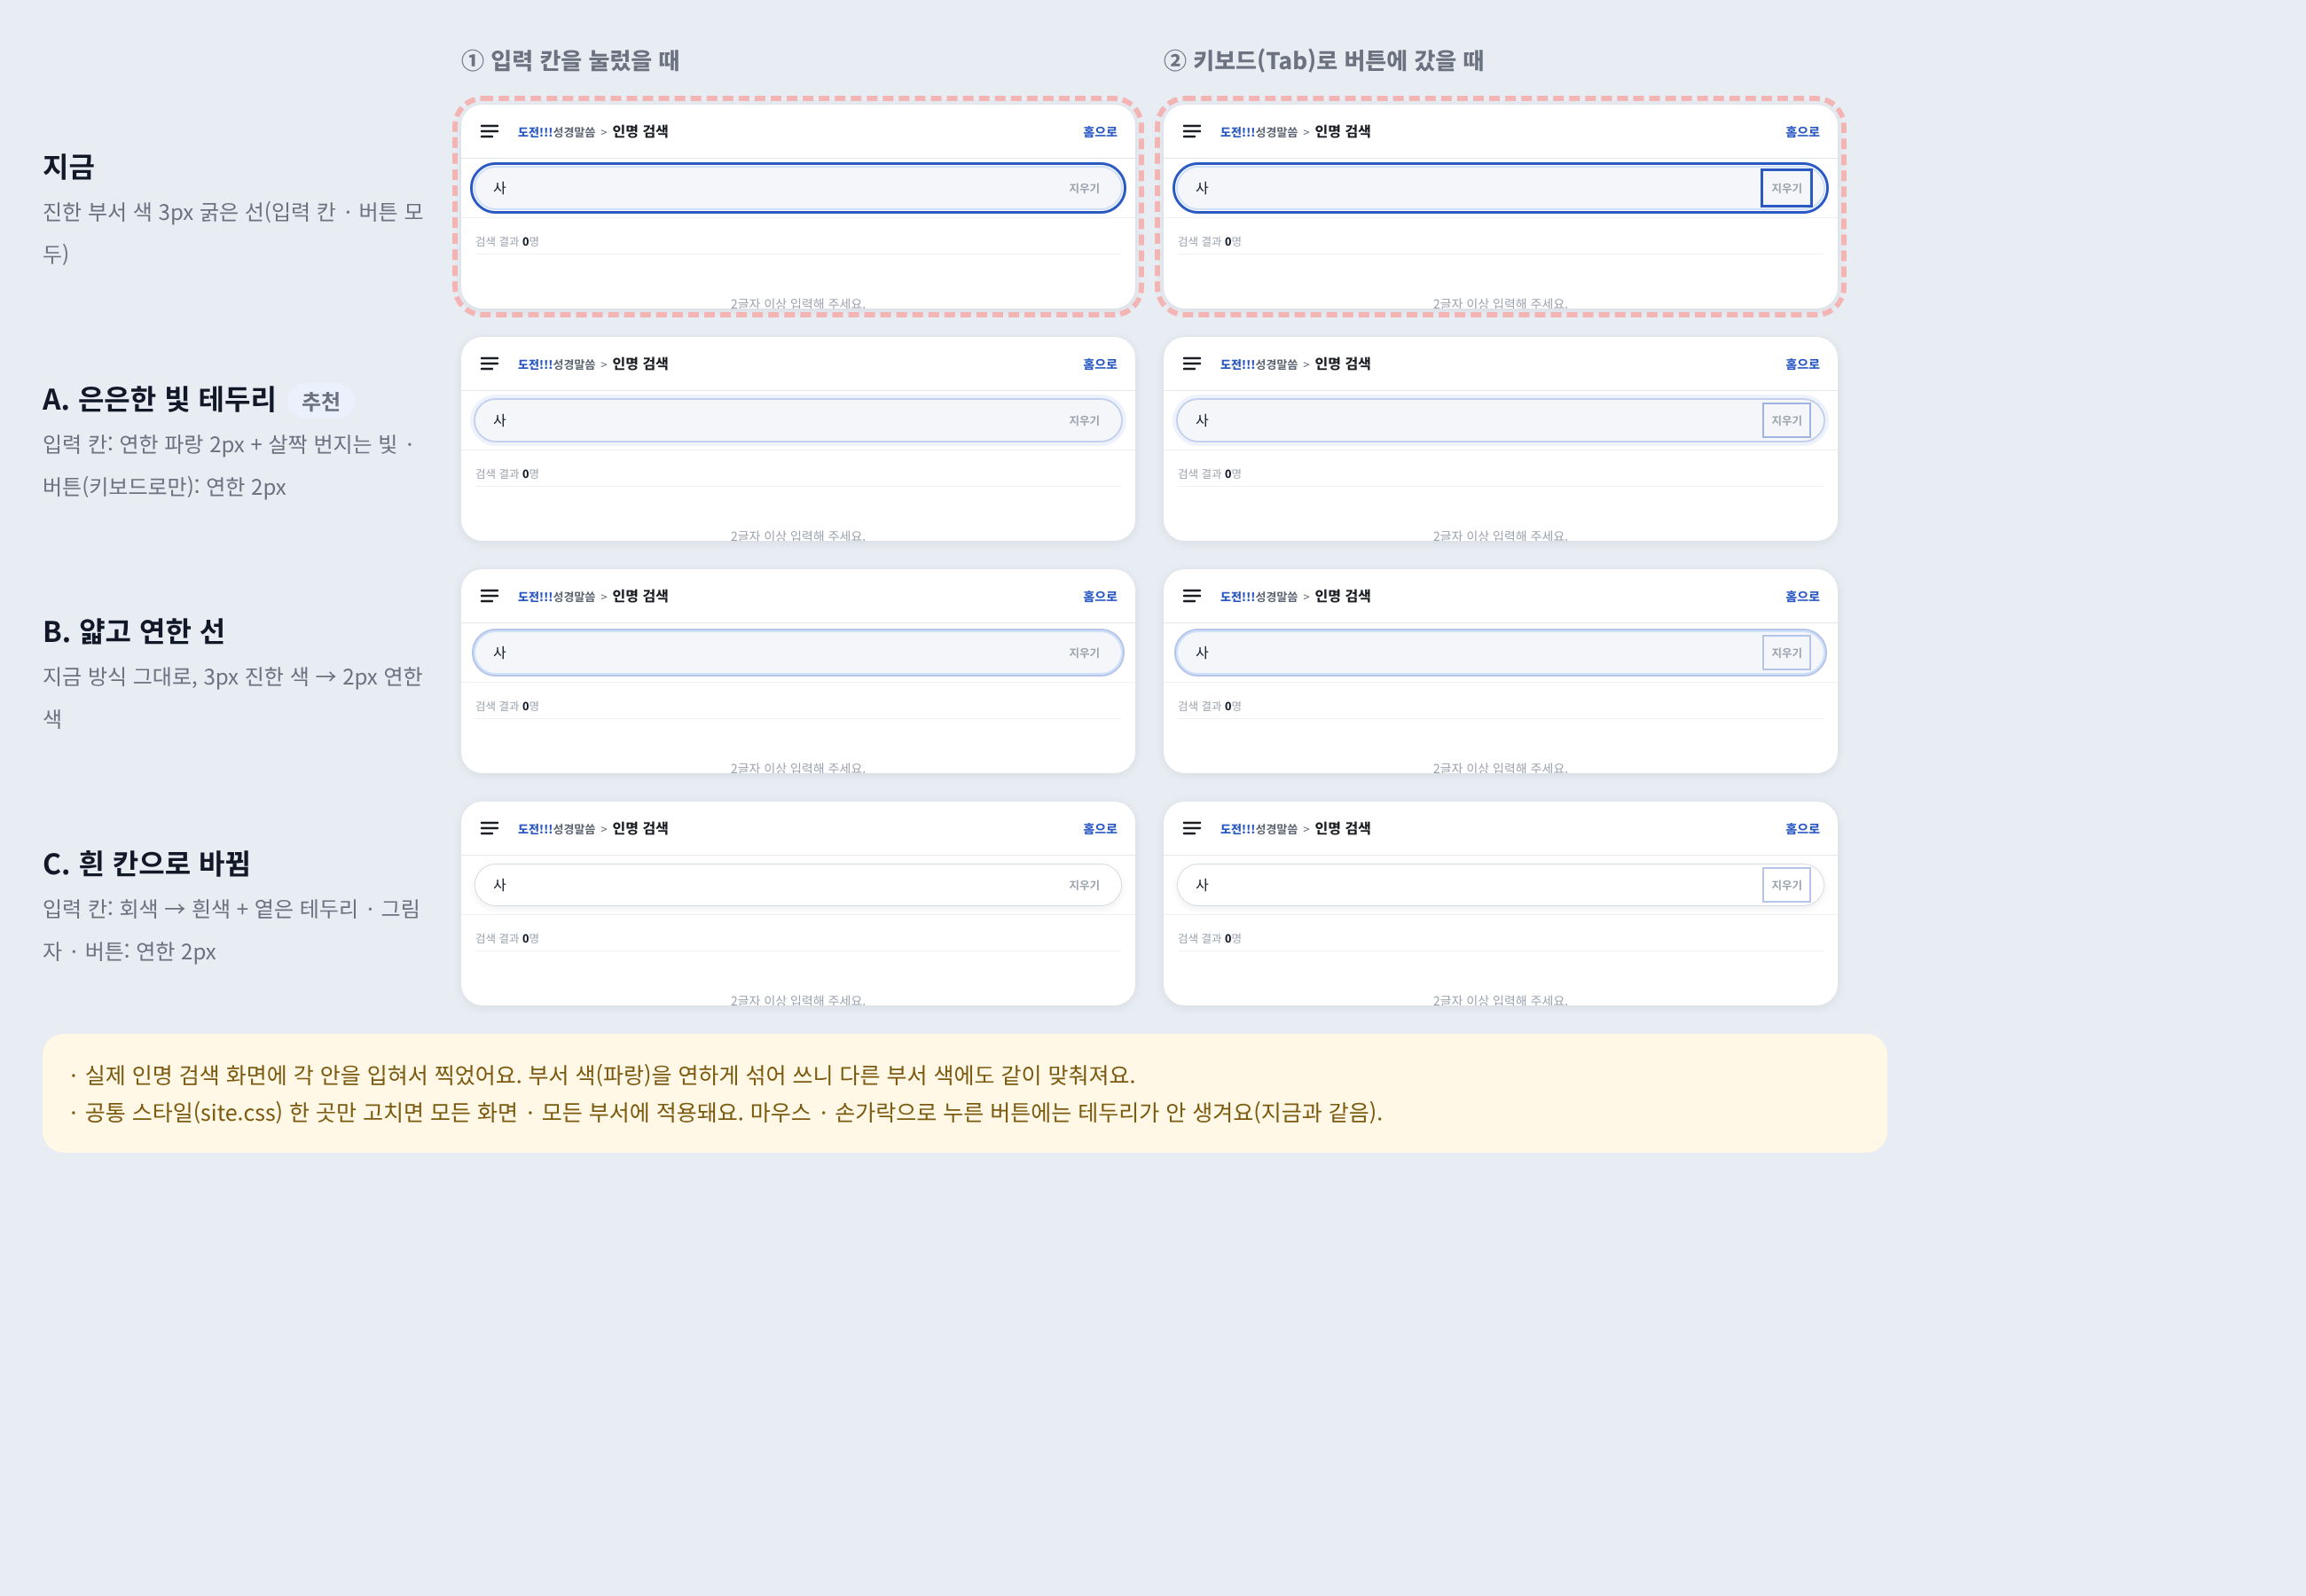 ① 입력 칸을 눌렀을 때
② 키보드(Tab)로 버튼에 갔을 때
지금
진한 부서 색 3px 굵은 선(입력 칸 · 버튼 모
두)
도전!!!성경말씀 > 인명 검색
홈으로
사
지우기
검색 결과 0명
2글자 이상 입력해 주세요.
도전!!!성경말씀 > 인명 검색
홈으로
사
지우기
검색 결과 0명
2글자 이상 입력해 주세요.
A. 은은한 빛 테두리 추천
입력 칸: 연한 파랑 2px + 살짝 번지는 빛 ·
버튼(키보드로만): 연한 2px
도전!!!성경말씀 > 인명 검색
홈으로
사
지우기
검색 결과 0명
2글자 이상 입력해 주세요.
도전!!!성경말씀 > 인명 검색
홈으로
사
지우기
검색 결과 0명
2글자 이상 입력해 주세요.
B. 얇고 연한 선
지금 방식 그대로, 3px 진한 색 → 2px 연한
색
도전!!!성경말씀 > 인명 검색
홈으로
사
지우기
검색 결과 0명
2글자 이상 입력해 주세요.
도전!!!성경말씀 > 인명 검색
홈으로
사
지우기
검색 결과 0명
2글자 이상 입력해 주세요.
C. 흰 칸으로 바뀜
입력 칸: 회색 → 흰색 + 옅은 테두리 · 그림
자 · 버튼: 연한 2px
도전!!!성경말씀 > 인명 검색
홈으로
사
지우기
검색 결과 0명
2글자 이상 입력해 주세요.
도전!!!성경말씀 > 인명 검색
홈으로
사
지우기
검색 결과 0명
2글자 이상 입력해 주세요.
· 실제 인명 검색 화면에 각 안을 입혀서 찍었어요. 부서 색(파랑)을 연하게 섞어 쓰니 다른 부서 색에도 같이 맞춰져요.
· 공통 스타일(site.css) 한 곳만 고치면 모든 화면 · 모든 부서에 적용돼요. 마우스 · 손가락으로 누른 버튼에는 테두리가 안 생겨요(지금과 같음).